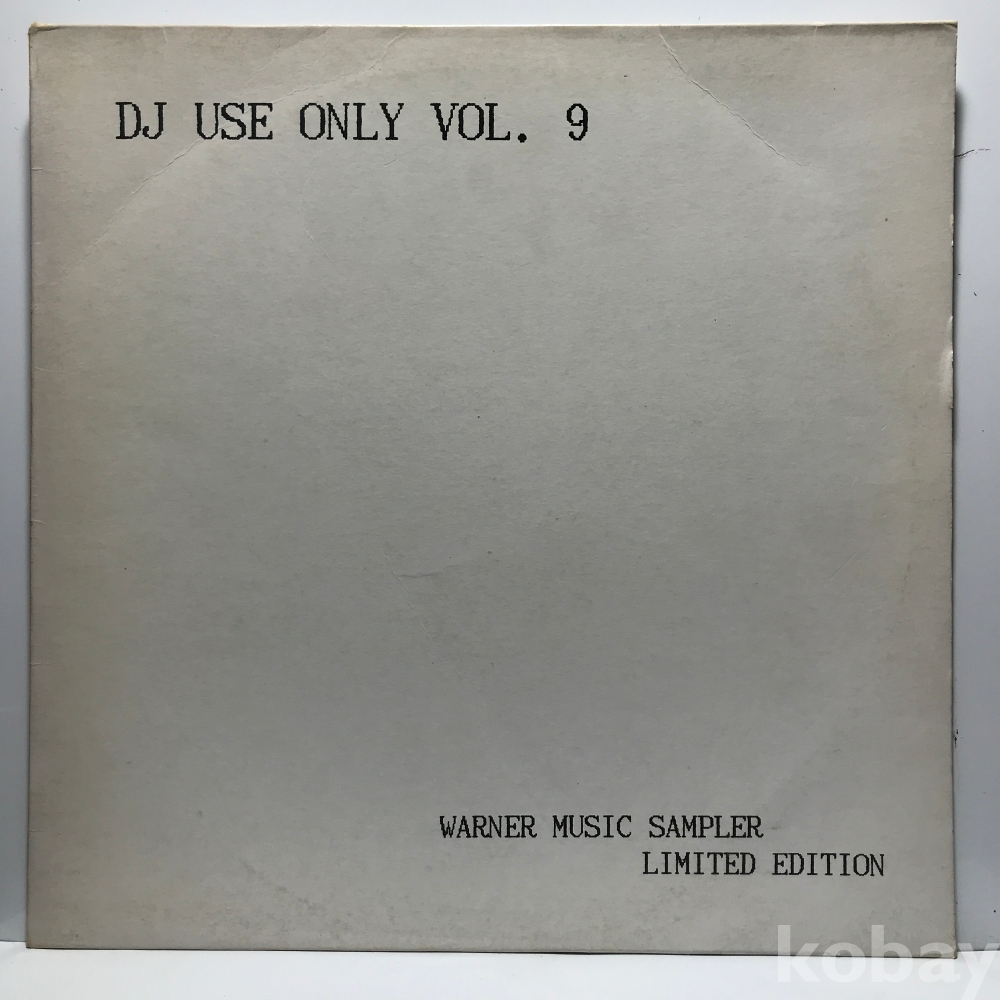 DJ USE ONLY VOL. 9
WARNER MUSIC SAMPLER
LIMITED EDITION
kobay